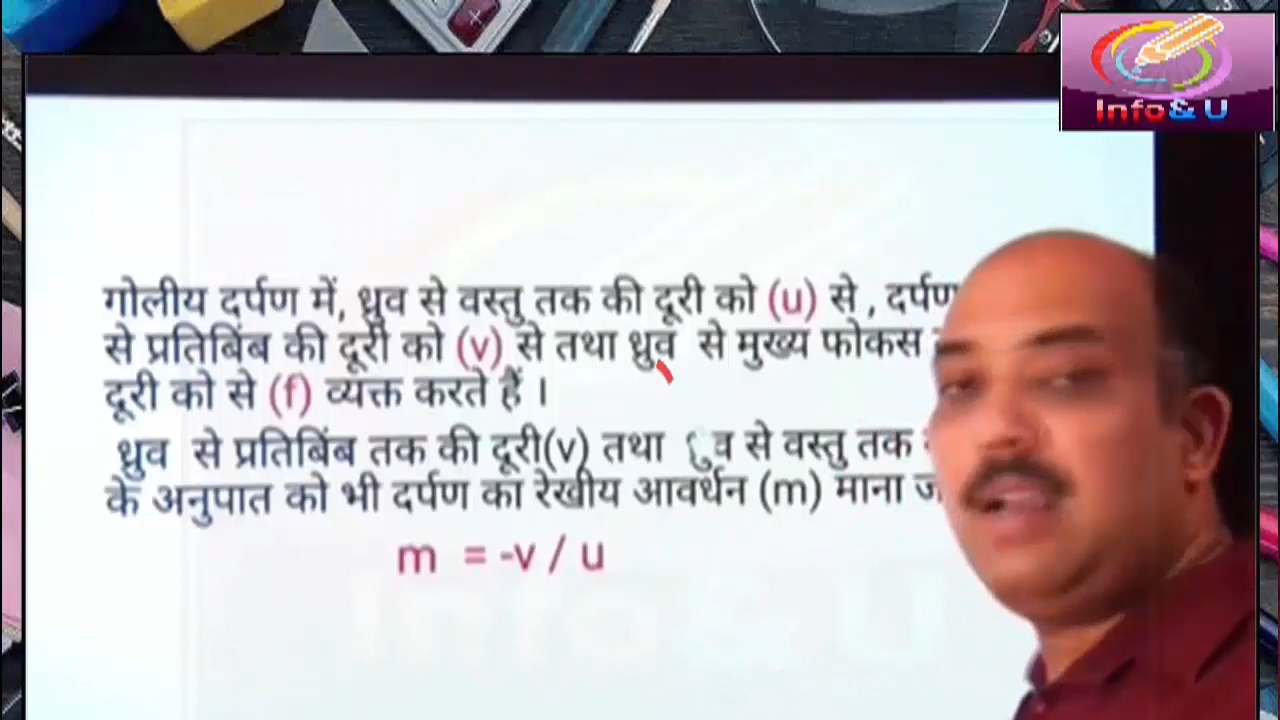 Info & U
गोलीय दर्पण में, ध्रुव से वस्तु तक की दूरी को (u) से , दर्पण
से प्रतिबिंब की दूरी को (v) से तथा ध्रुव से मुख्य फोकस
दूरी को से (f) व्यक्त करते हैं ।
ध्रुव से प्रतिबिंब तक की दूरी(v) तथा ध्रुव से वस्तु तक
के अनुपात को भी दर्पण का रेखीय आवर्धन (m) माना
m = -v / u
Info & U